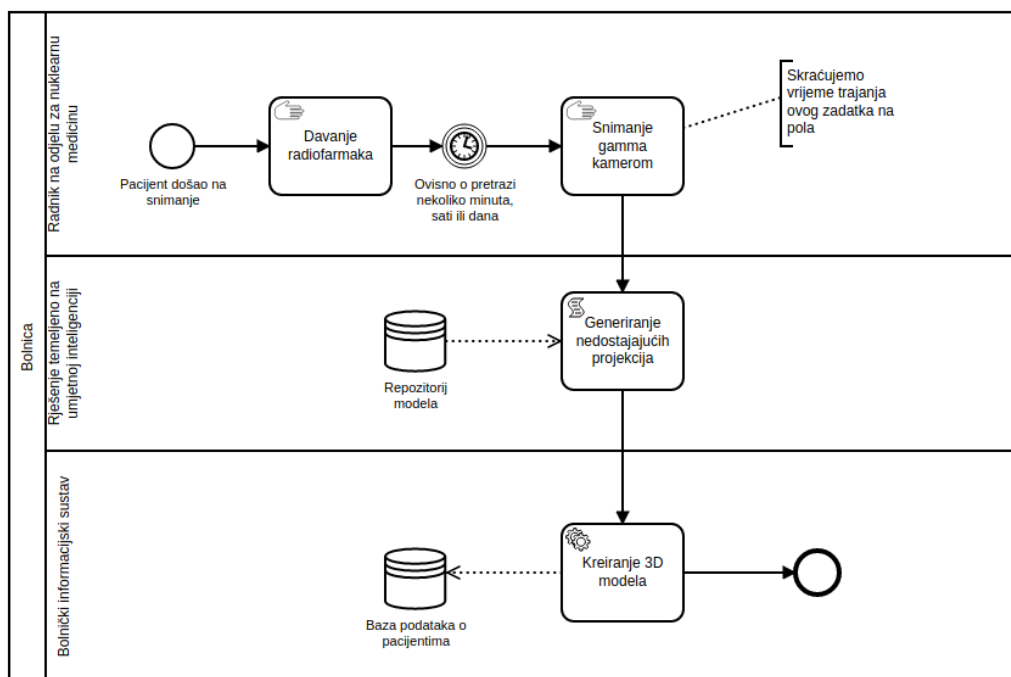 Bolnica
Radnik na odjelu za nuklearnu
medicinu
Pacijent došao na
snimanje
Davanje
radiofarmaka
Ovisno o pretrazi
nekoliko minuta,
sati ili dana
Snimanje
gamma
kamerom
Skraćujemo
vrijeme trajanja
ovog zadatka na
pola
Rješenje temeljeno na
umjetnoj inteligenciji
Repozitorij
modela
Generiranje
nedostajajućih
projekcija
Bolnički informacijski sustav
Baza podataka o
pacijentima
Kreiranje 3D
modela